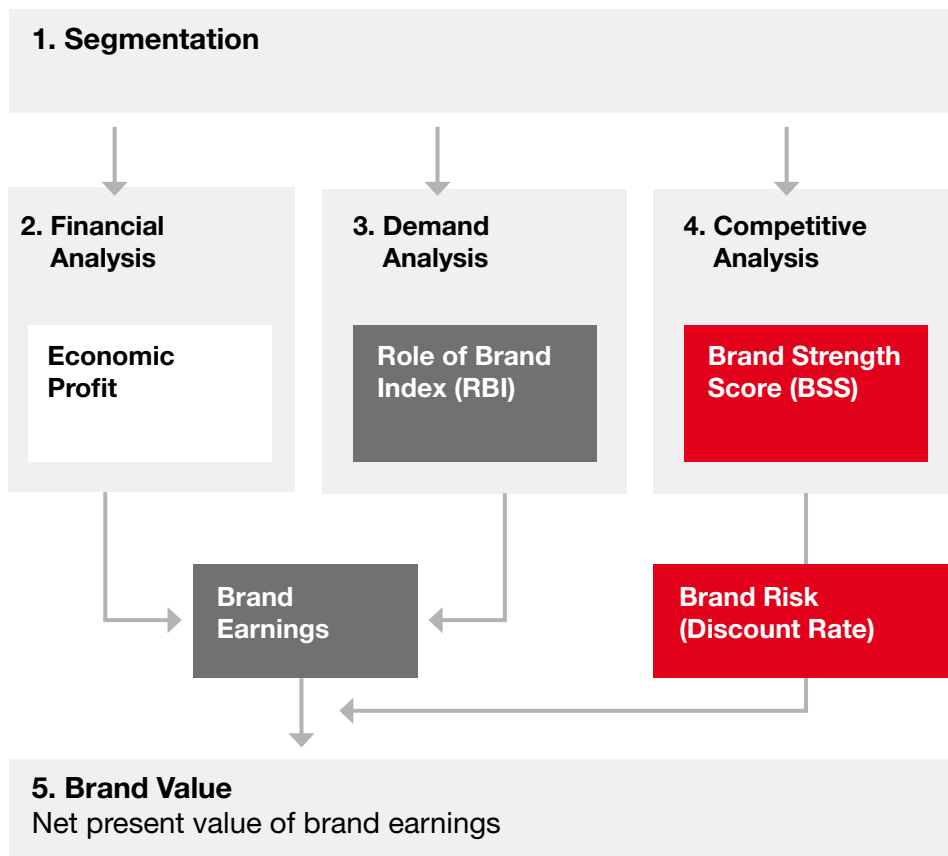 1. Segmentation
2. Financial
Analysis
Economic
Profit
3. Demand
Analysis
Role of Brand
Index (RBI)
4. Competitive
Analysis
Brand Strength
Score (BSS)
Brand
Earnings
Brand Risk
(Discount Rate)
5. Brand Value
Net present value of brand earnings